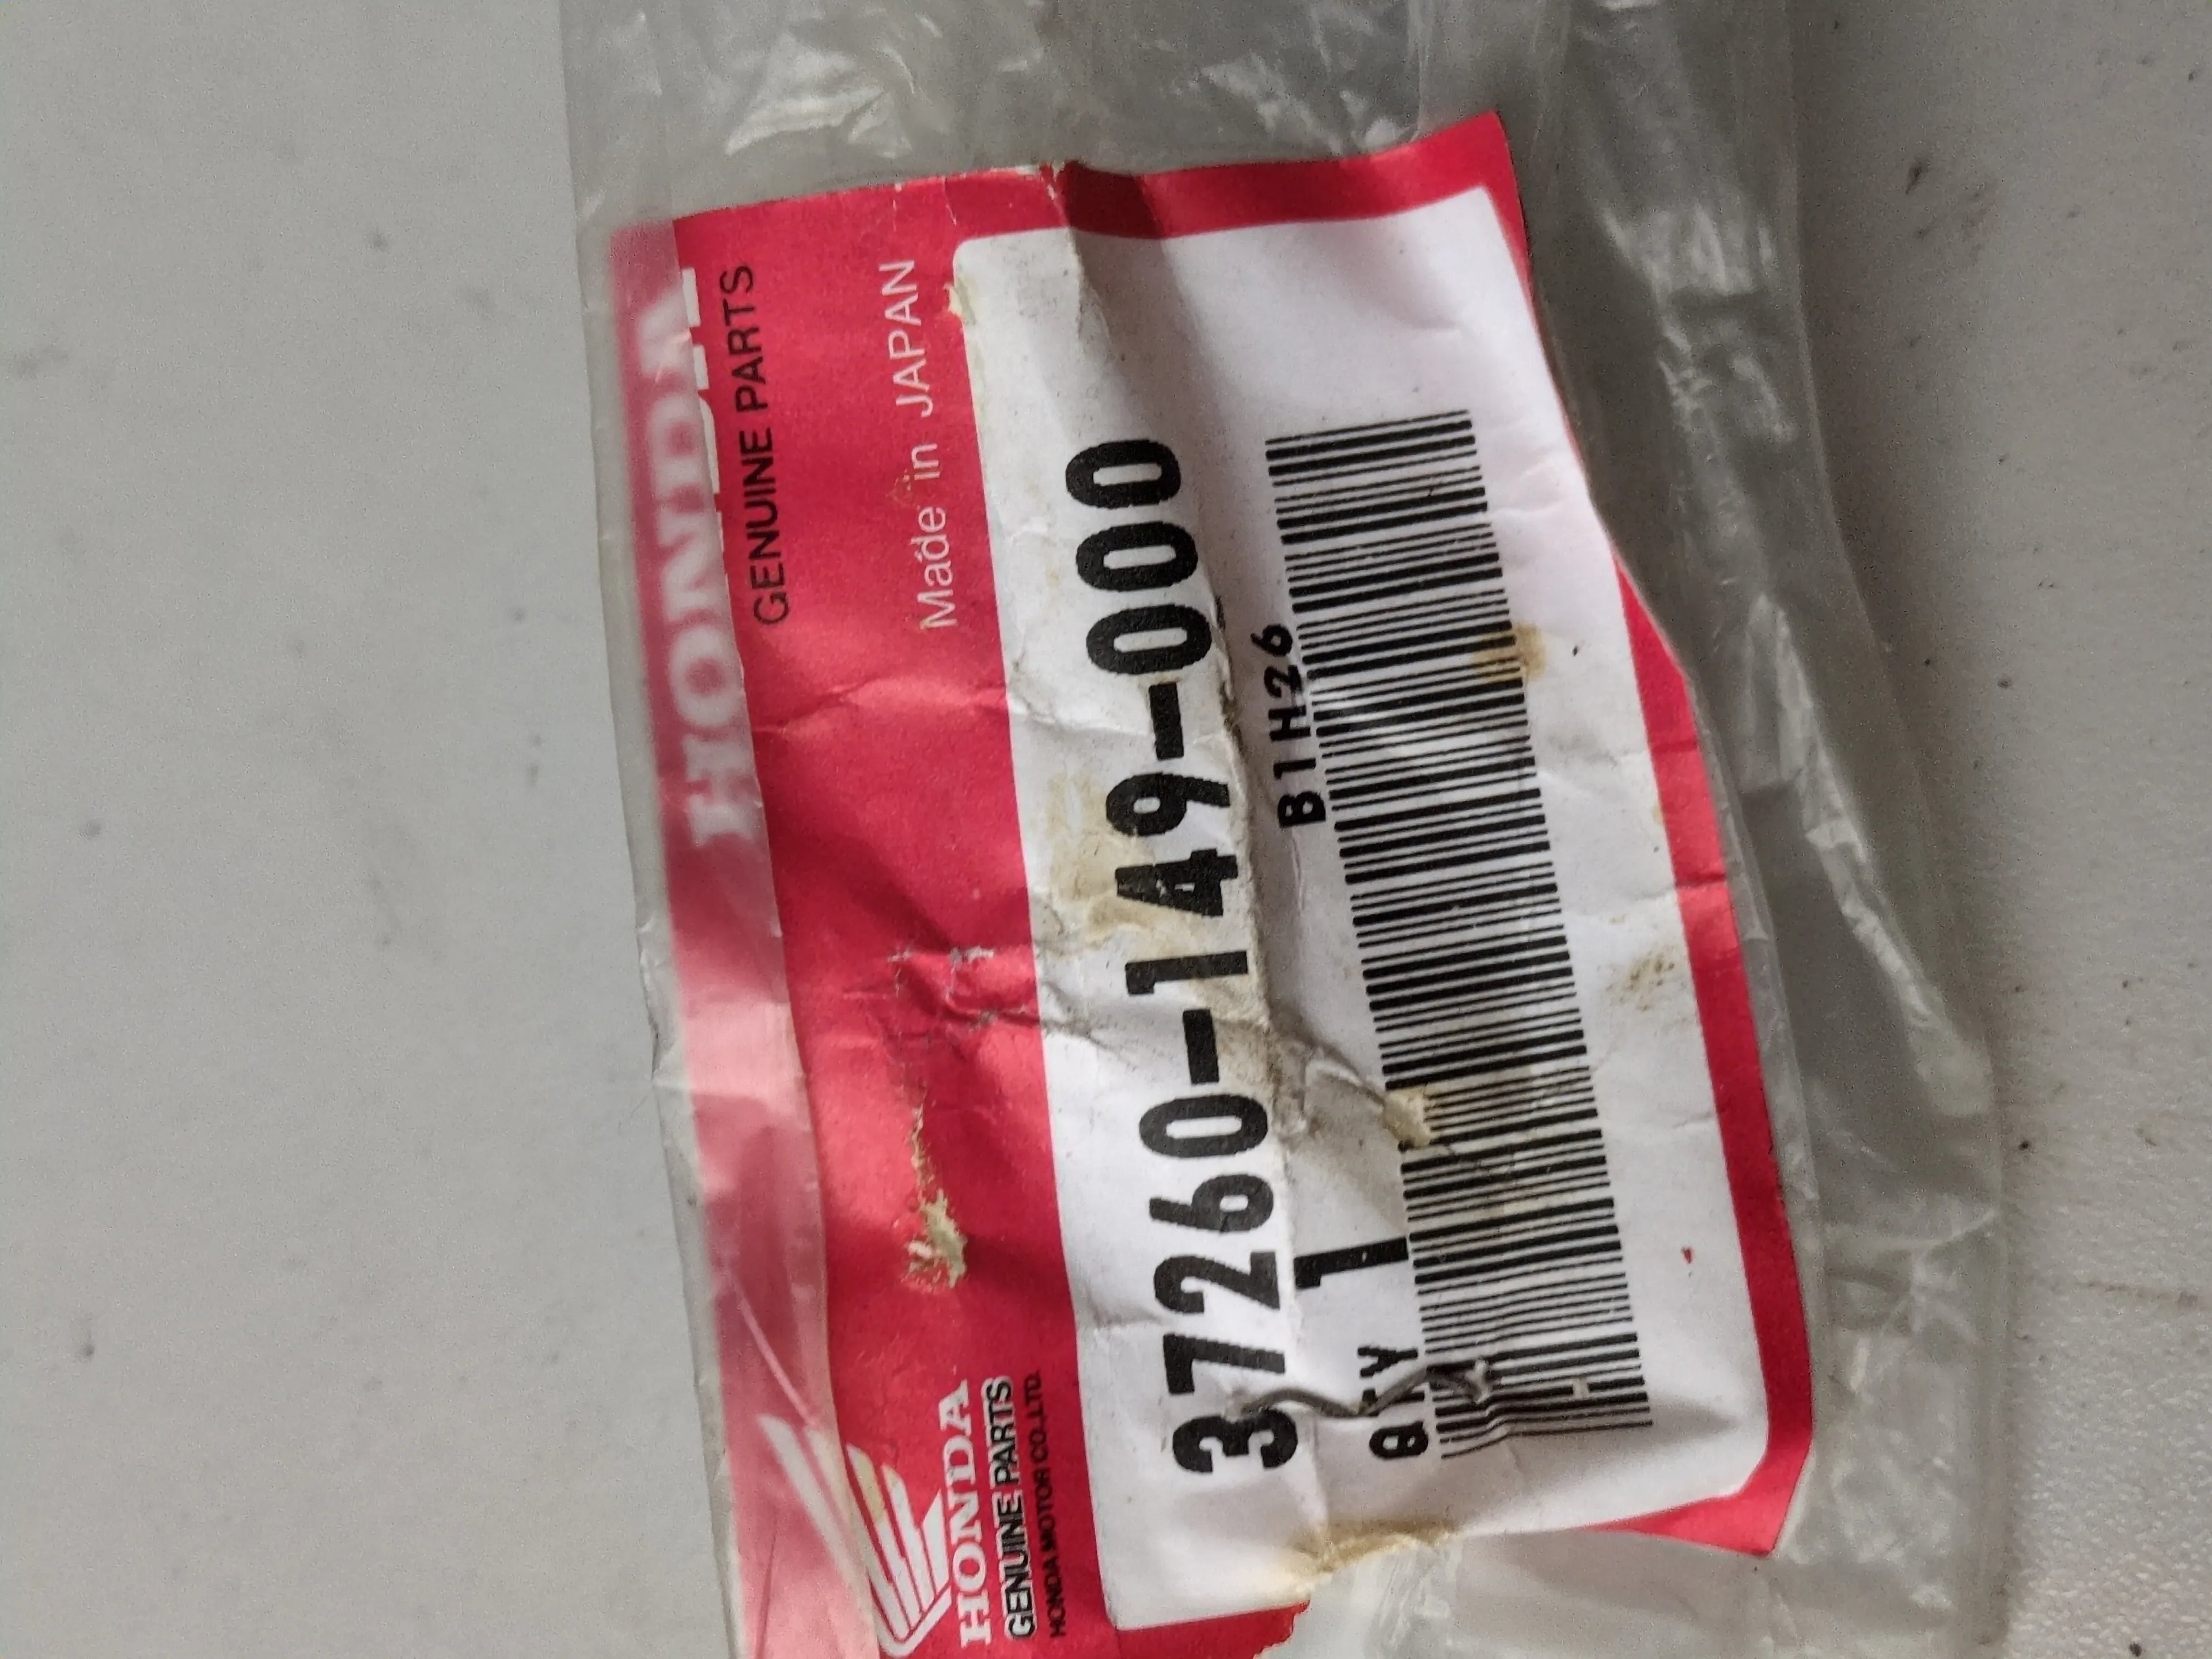 HONDA
GENUINE PARTS
Made in JAPAN
HONDA
GENUINE PARTS
HONDA MOTOR CO.,LTD.
37260-149-000
QTY 1
B1H26